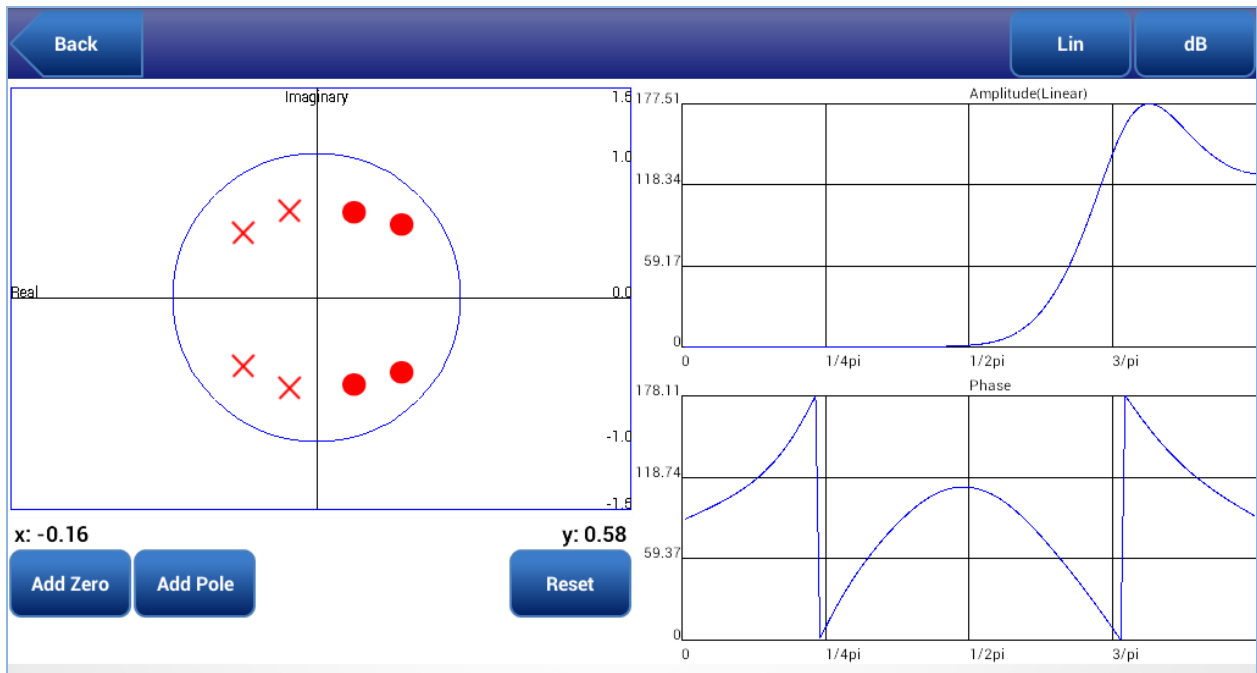 Back
Lin
dB
Imaginary
1.5
1.0
Real
0.0
-1.0
-1.5
x: -0.16
y: 0.58
Add Zero
Add Pole
Reset
Amplitude(Linear)
177.51
118.34
59.17
0
0
1/4pi
1/2pi
3/pi
Phase
178.11
118.74
59.37
0
0
1/4pi
1/2pi
3/pi